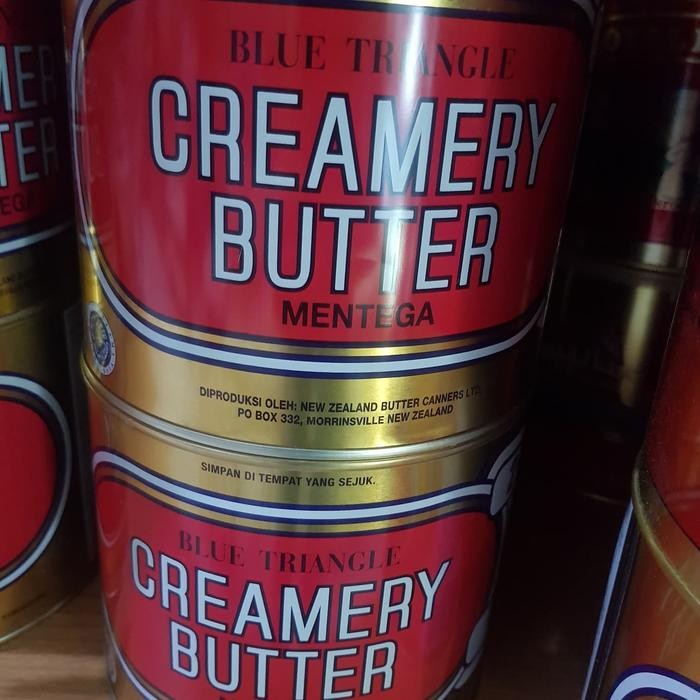 BLUE TRIANGLE
CREAMERY
BUTTER
MENTEGA
DIPRODUKSI OLEH: NEW ZEALAND BUTTER CANNERS LTD.
PO BOX 332, MORRINSVILLE NEW ZEALAND
SIMPAN DI TEMPAT YANG SEJUK.
BLUE TRIANGLE
CREAMERY
BUTTER